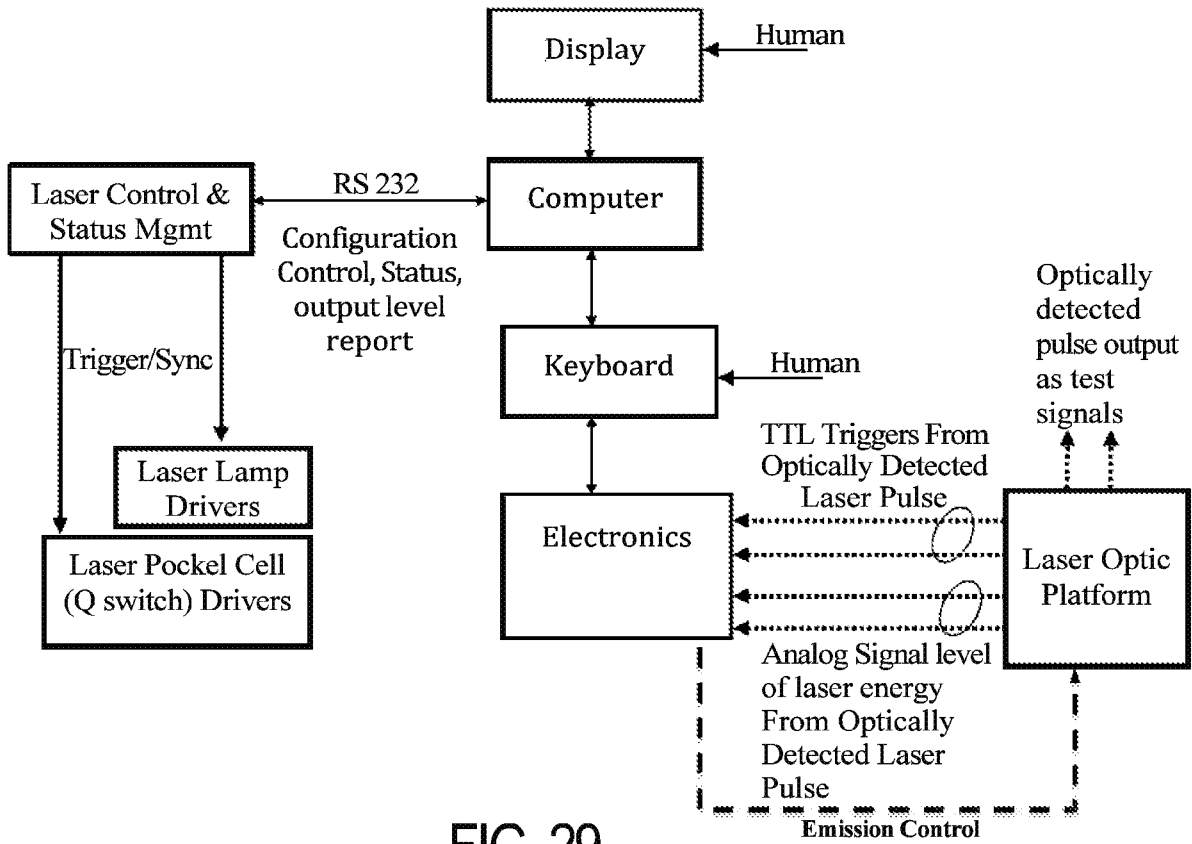 Display
Human
Laser Control &
Status Mgmt
RS 232
Computer
Configuration
Control, Status,
output level
report
Trigger/Sync
Keyboard
Human
Optically
detected
pulse output
as test
signals
Laser Lamp
Drivers
Laser Pockel Cell
(Q switch) Drivers
TTL Triggers From
Optically Detected
Laser Pulse
Electronics
Laser Optic
Platform
Analog Signal level
of laser energy
From Optically
Detected Laser
Pulse
Emission Control
FIG. 29